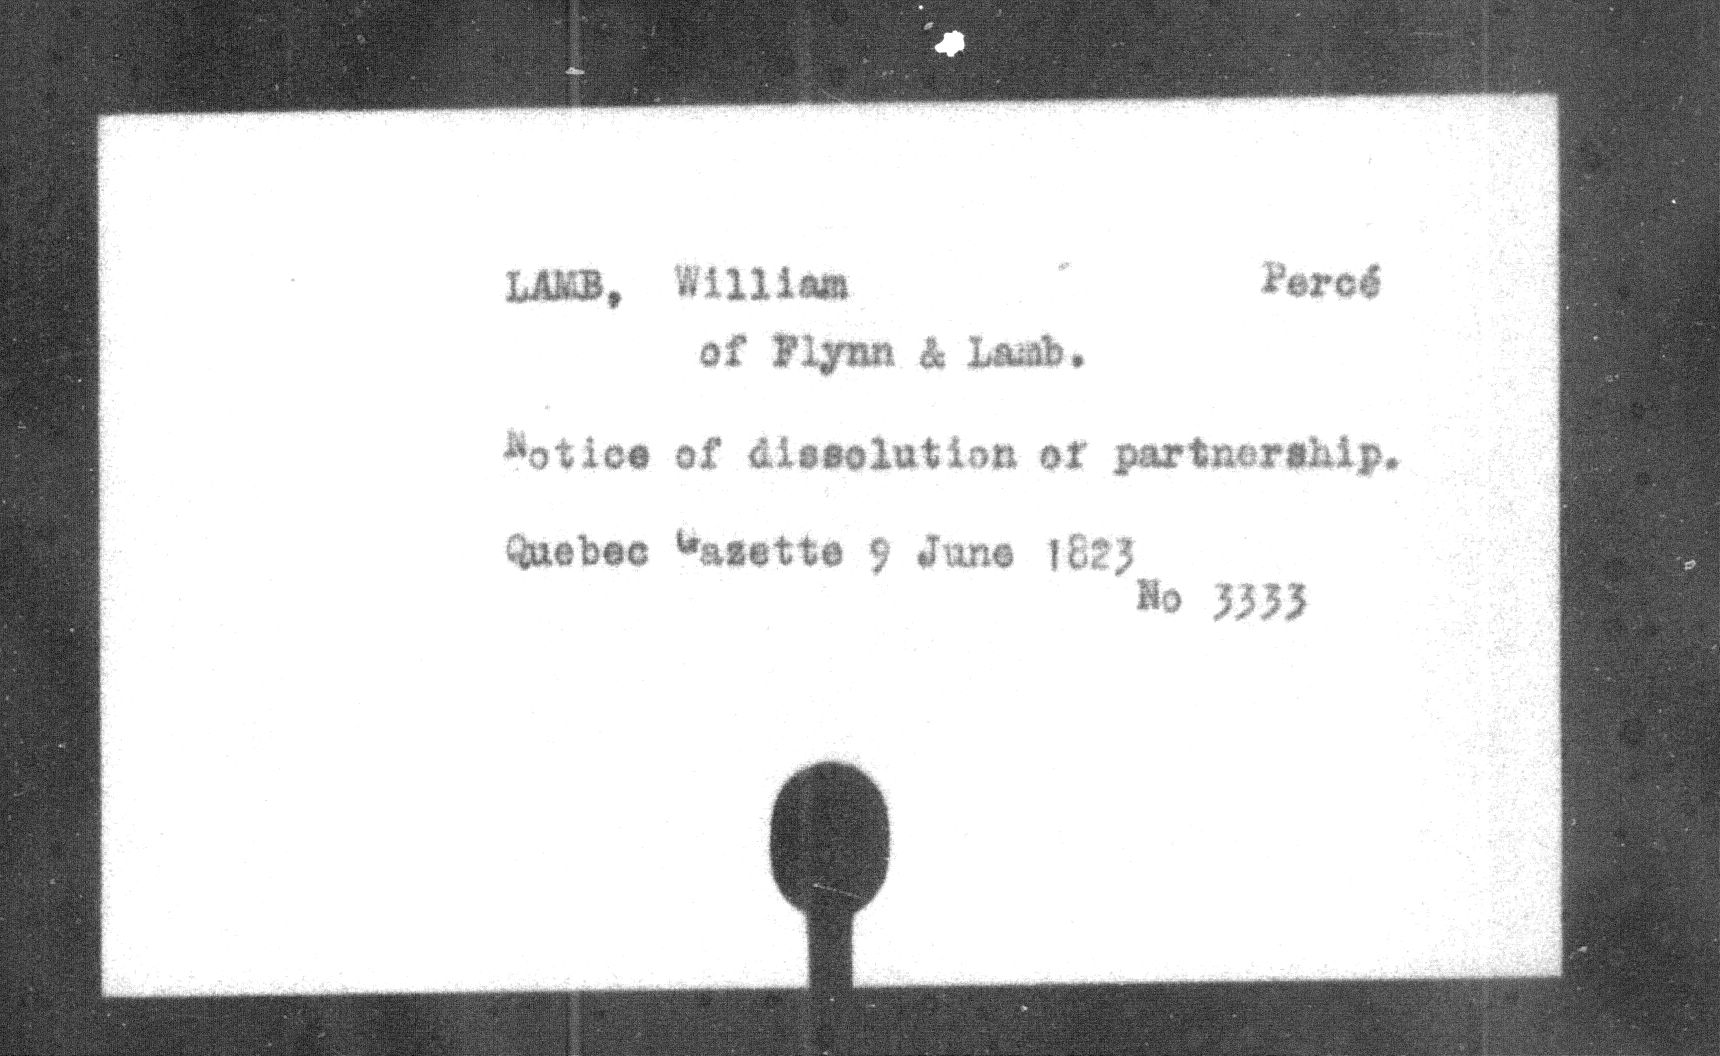 LAMB, William Percé
of Flynn & Lamb.
Notice of dissolution of partnership.
Quebec Gazette 9 June 1823
No 3333